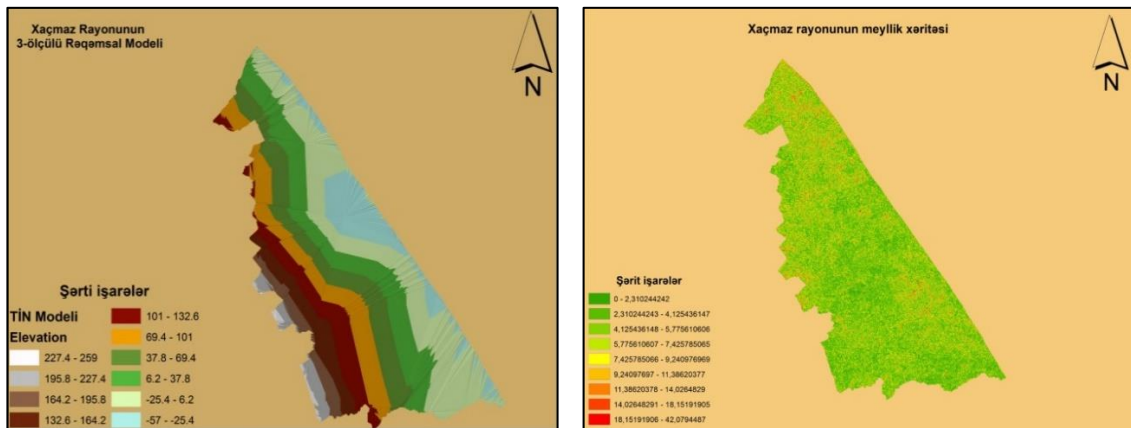 Xaçmaz Rayonunun
3-ölçülü Rəqəmsal Modeli
N
Şərti işarələr
TİN Modeli
Elevation
227.4 - 259
195.8 - 227.4
164.2 - 195.8
132.6 - 164.2
101 - 132.6
69.4 - 101
37.8 - 69.4
6.2 - 37.8
-25.4 - 6.2
-57 - -25.4
Xaçmaz rayonunun meyllik xəritəsi
N
Şərit işarələr
0 - 2,310244242
2,310244243 - 4,125436147
4,125436148 - 5,775610606
5,775610607 - 7,425785065
7,425785066 - 9,240976969
9,24097697 - 11,38620377
11,38620378 - 14,0264829
14,02648291 - 18,15191905
18,15191906 - 42,0794487